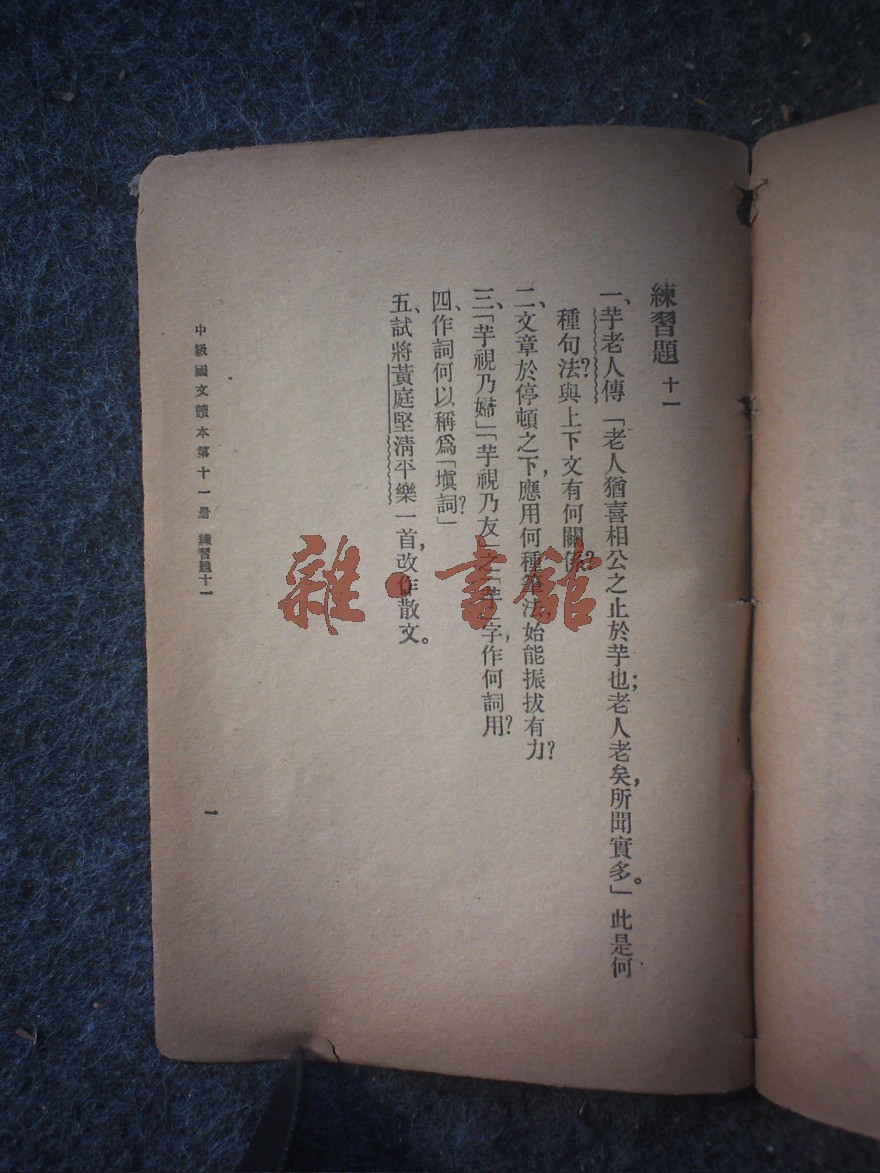 練習題 十一
一、芋老人傳「老人猶喜相公之止於芋也；老人老矣，所聞實多。」此是何
種句法？與上下文有何關係？
二、文章於停頓之下，應用何種筆法，始能振拔有力？
三、「芋視乃婦」「芋視乃友」之「芋」字，作何詞用？
四、作詞何以稱爲「塡詞？」
五、試將黃庭堅淸平樂一首，改作散文。
中級國文讀本第十一册 練習題十一
一
雜·書館